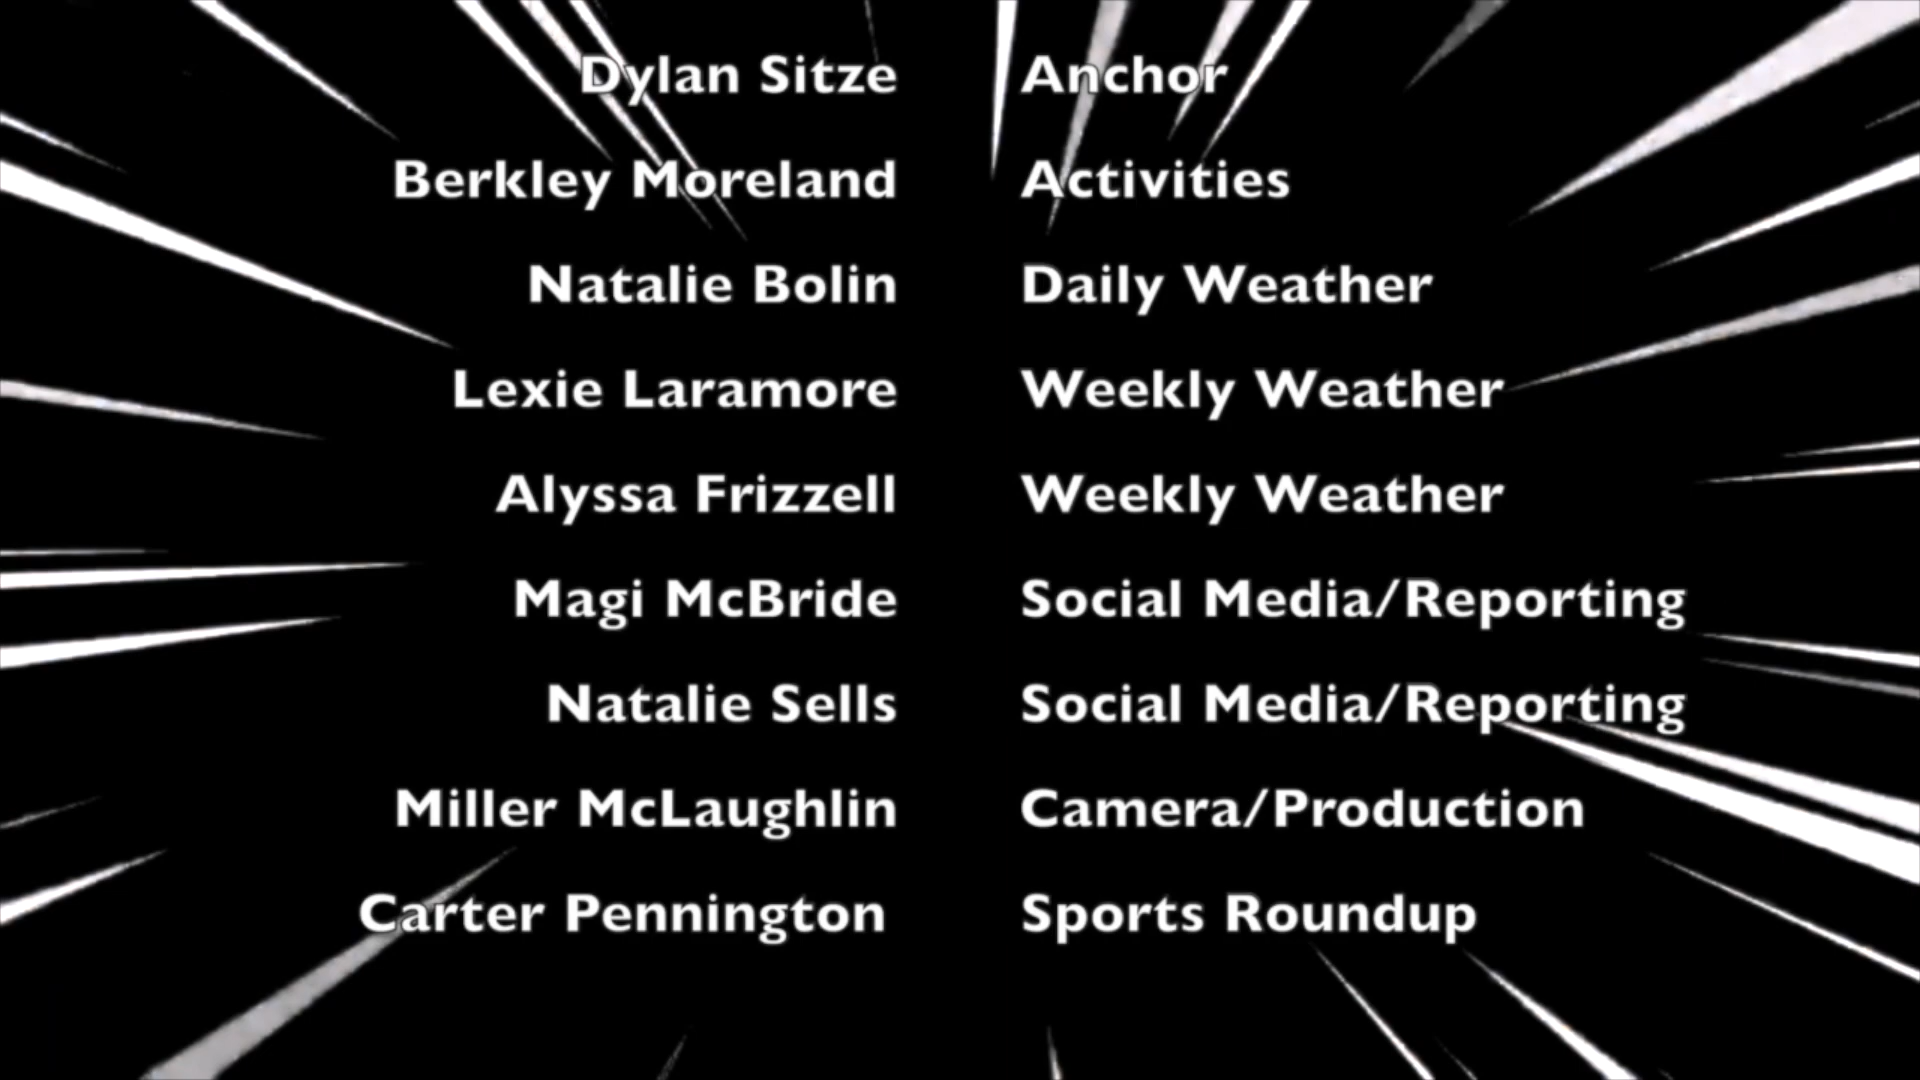 Dylan Sitze Anchor
Berkley Moreland Activities
Natalie Bolin Daily Weather
Lexie Laramore Weekly Weather
Alyssa Frizzell Weekly Weather
Magi McBride Social Media/Reporting
Natalie Sells Social Media/Reporting
Miller McLaughlin Camera/Production
Carter Pennington Sports Roundup